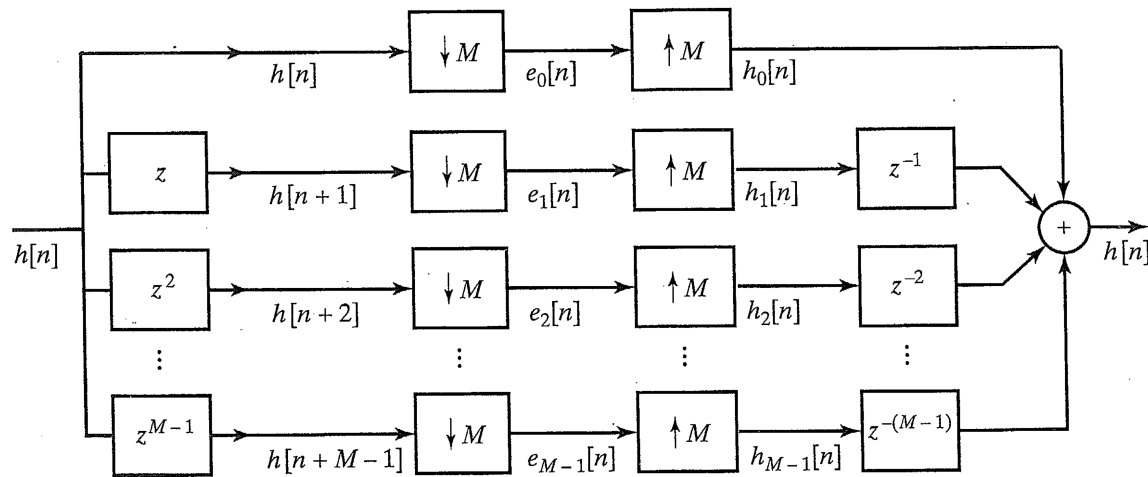 h[n] ↓M e₀[n] ↑M h₀[n]
z h[n + 1] ↓M e₁[n] ↑M h₁[n] z⁻¹
h[n] + h[n]
z² h[n + 2] ↓M e₂[n] ↑M h₂[n] z⁻²
⋮ ⋮ ⋮ ⋮
z^{M−1} h[n + M − 1] ↓M e_{M−1}[n] ↑M h_{M−1}[n] z^{−(M−1)}